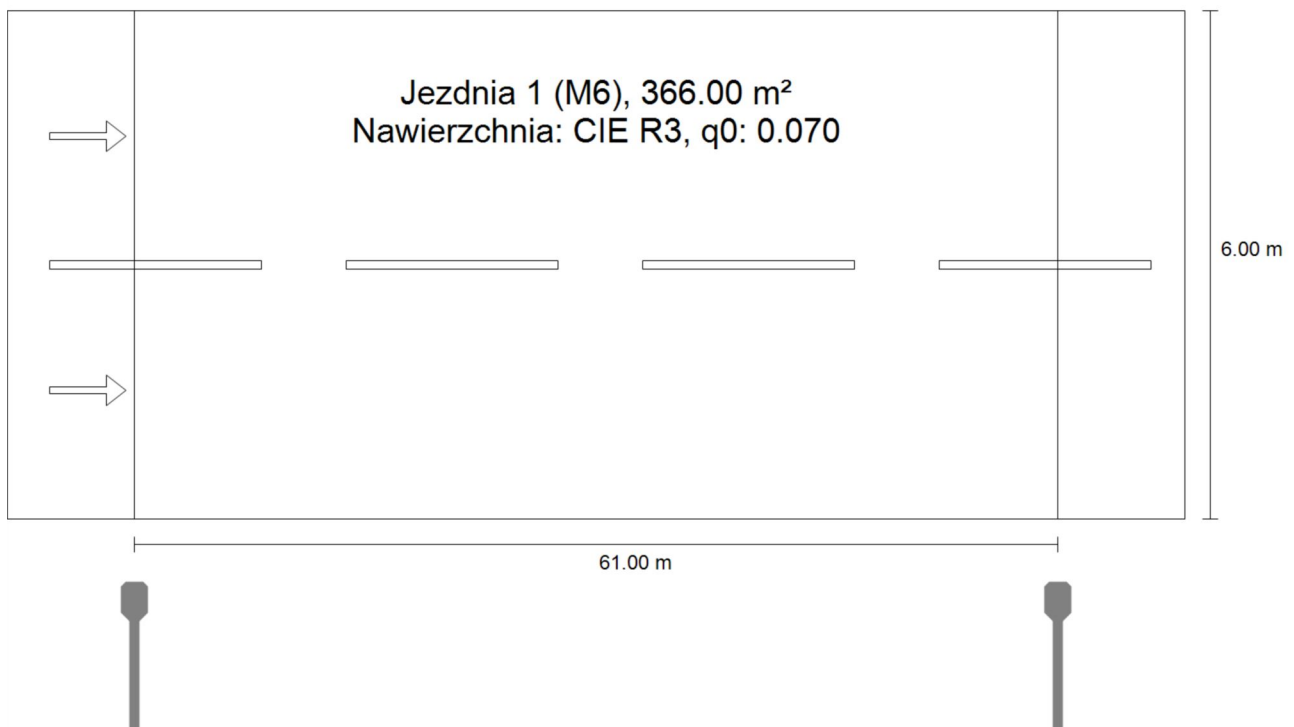 Jezdnia 1 (M6), 366.00 m²
Nawierzchnia: CIE R3, q0: 0.070
6.00 m
61.00 m